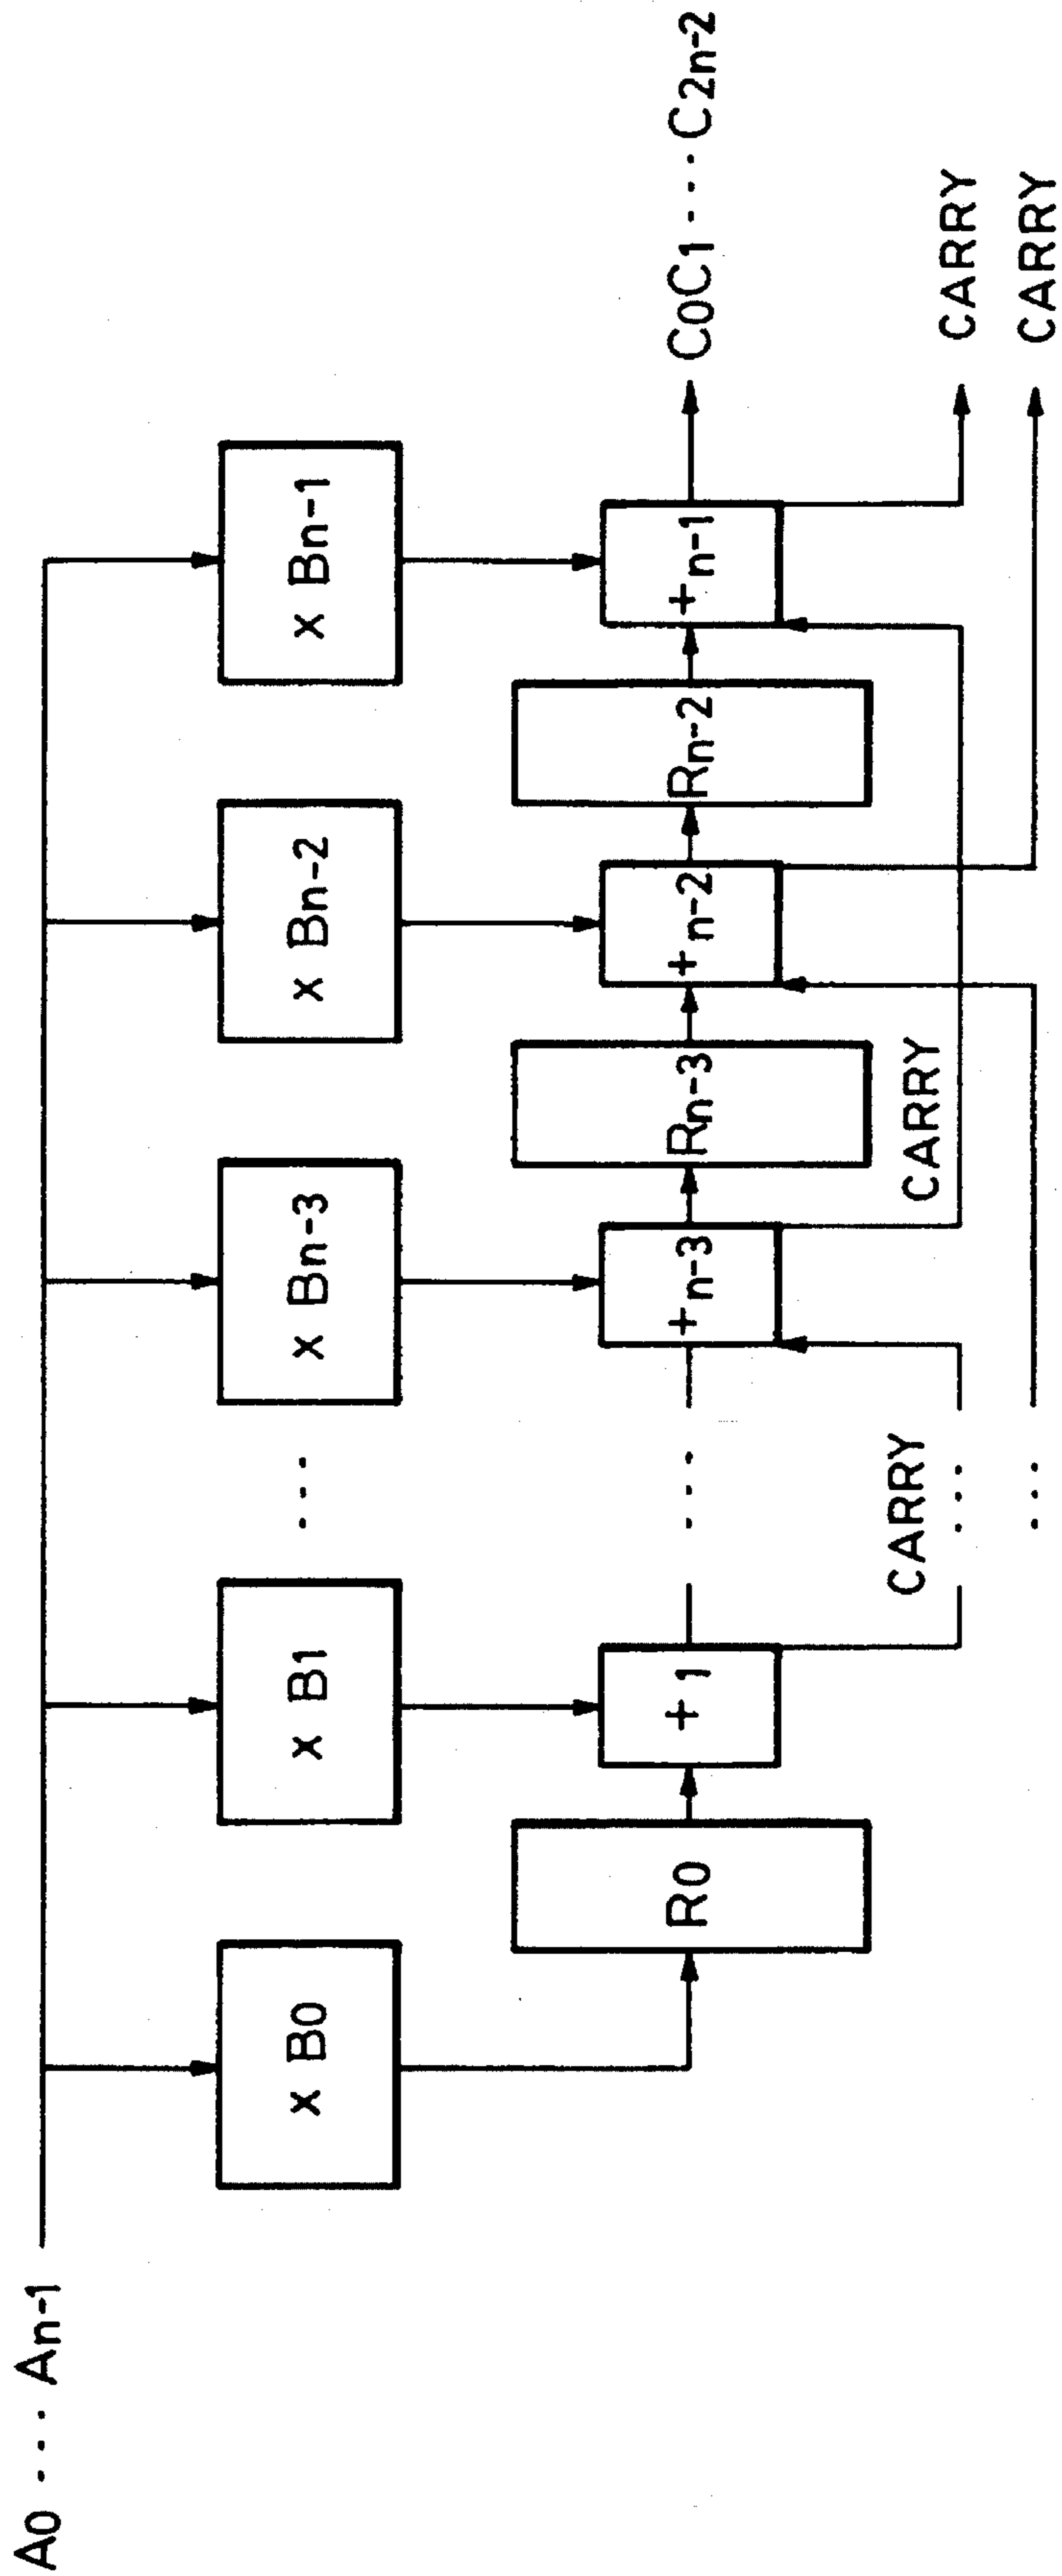 A0 ··· An-1
x B0
x B1
···
x Bn-3
x Bn-2
x Bn-1
R0
+1
···
+n-3
Rn-3
+n-2
Rn-2
+n-1
C0C1 ··· C2n-2
CARRY
···
CARRY
CARRY
···
CARRY